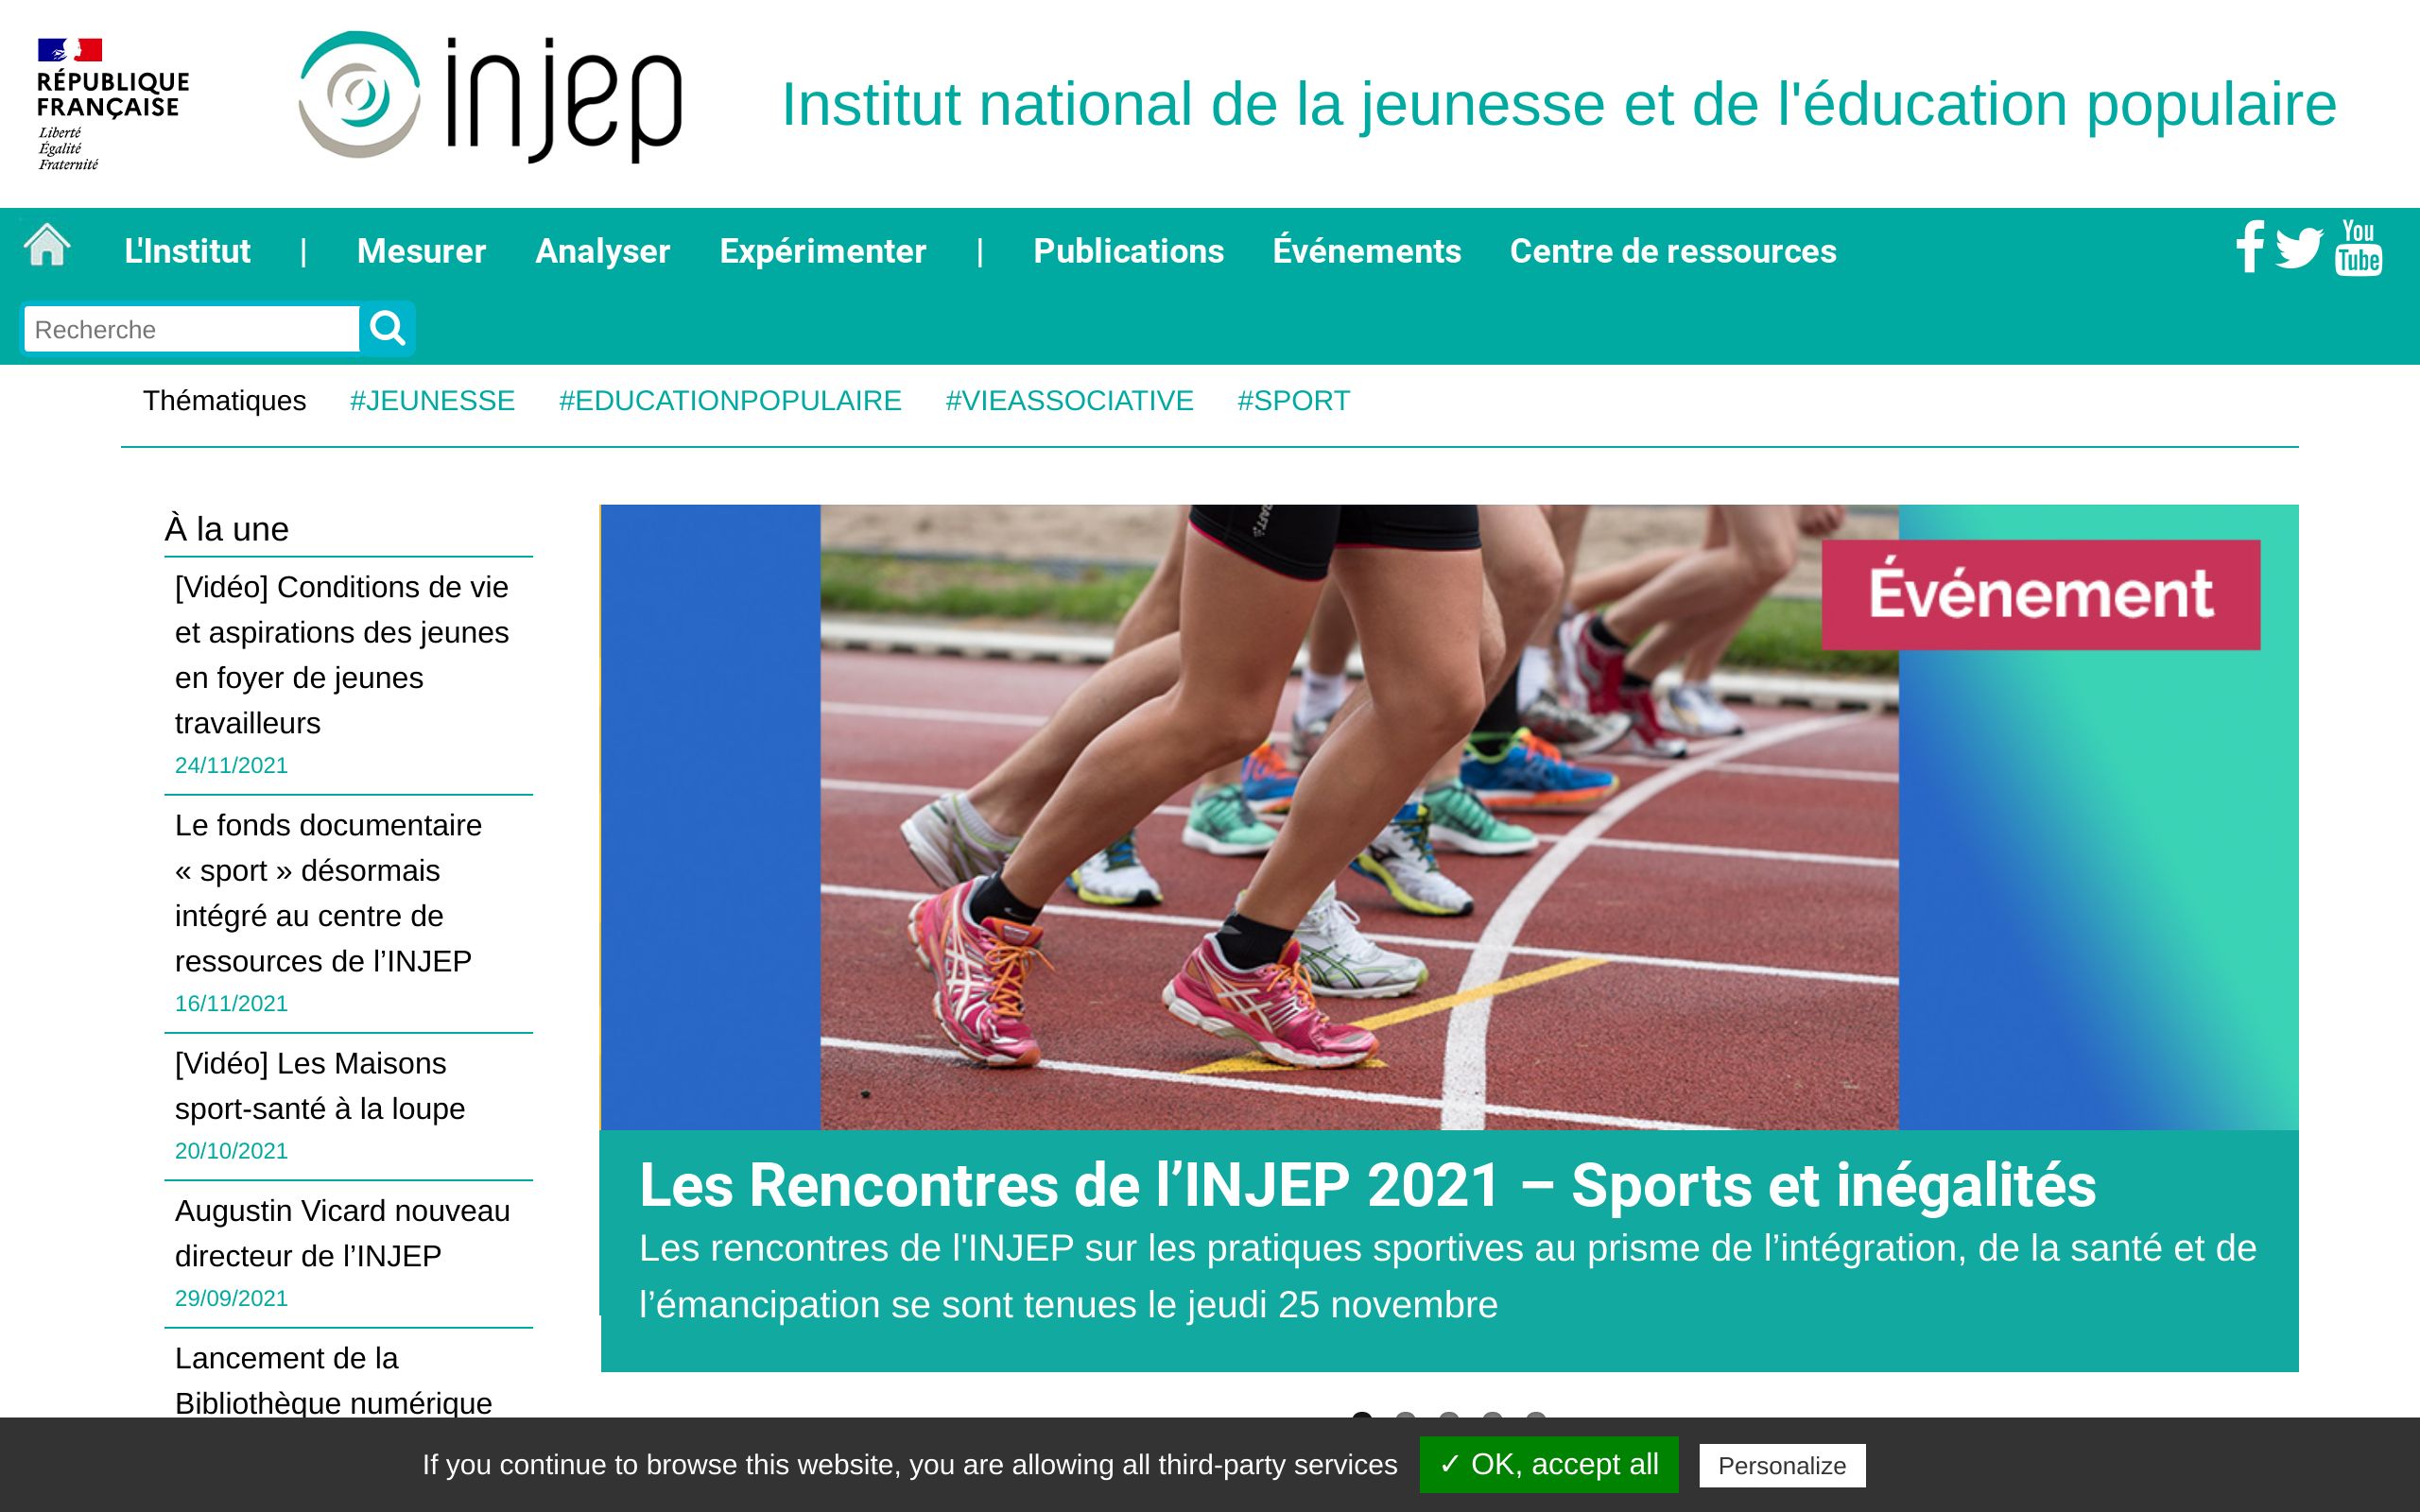 RÉPUBLIQUE
FRANÇAISE
Liberté
Égalité
Fraternité
injep
Institut national de la jeunesse et de l'éducation populaire
L'Institut | Mesurer Analyser Expérimenter | Publications Événements Centre de ressources
You
Tube
Recherche
Thématiques #JEUNESSE #EDUCATIONPOPULAIRE #VIEASSOCIATIVE #SPORT
À la une
[Vidéo] Conditions de vie
et aspirations des jeunes
en foyer de jeunes
travailleurs
24/11/2021
Le fonds documentaire
« sport » désormais
intégré au centre de
ressources de l’INJEP
16/11/2021
[Vidéo] Les Maisons
sport-santé à la loupe
20/10/2021
Augustin Vicard nouveau
directeur de l’INJEP
29/09/2021
Lancement de la
Bibliothèque numérique
Événement
Les Rencontres de l’INJEP 2021 – Sports et inégalités
Les rencontres de l'INJEP sur les pratiques sportives au prisme de l’intégration, de la santé et de
l’émancipation se sont tenues le jeudi 25 novembre
If you continue to browse this website, you are allowing all third-party services ✓ OK, accept all Personalize